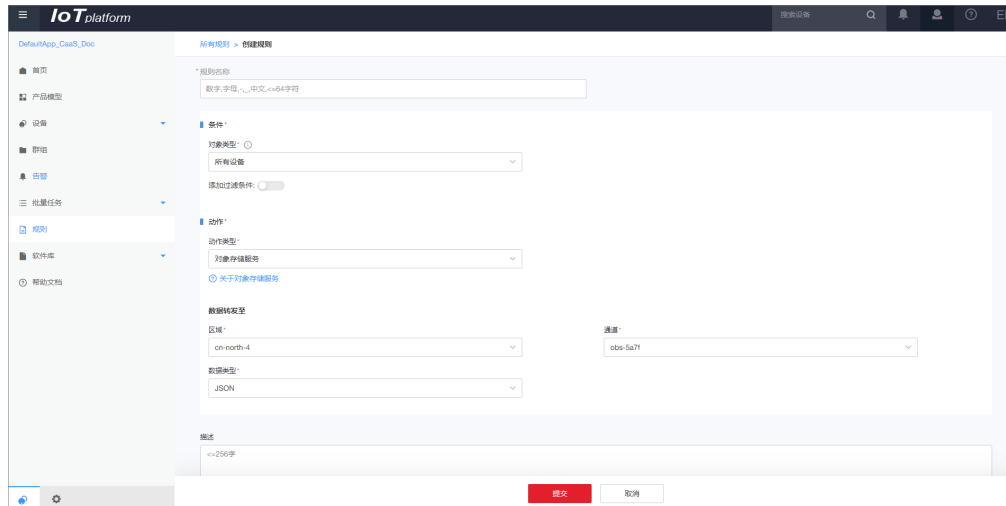 IoT platform
搜索设备
DefaultApp_CaaS_Doc
首页
产品模型
设备
群组
告警
批量任务
规则
软件库
帮助文档
所有规则 > 创建规则
*规则名称
数字,字母,-,_,中文,<=64字符
条件*
对象类型*
所有设备
添加过滤条件:
动作*
动作类型*
对象存储服务
关于对象存储服务
数据转发至
区域* 通道*
cn-north-4 obs-5a7f
数据类型*
JSON
描述
<=256字
提交 取消